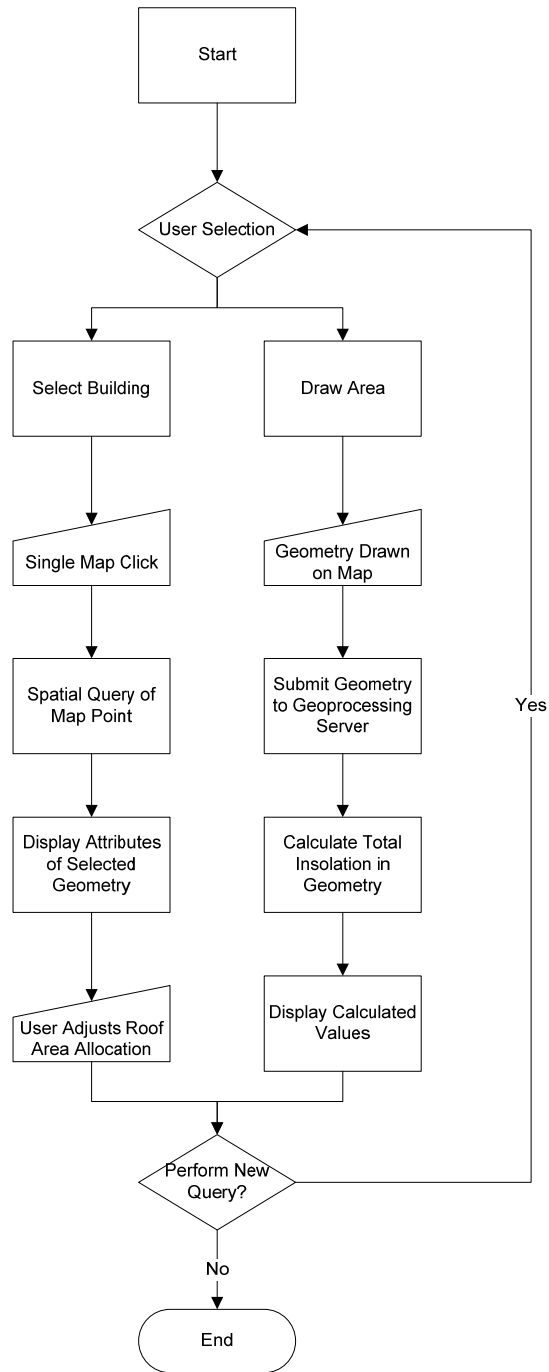 Start
User Selection
Select Building
Draw Area
Single Map Click
Geometry Drawn
on Map
Spatial Query of
Map Point
Submit Geometry
to Geoprocessing
Server
Yes
Display Attributes
of Selected
Geometry
Calculate Total
Insolation in
Geometry
User Adjusts Roof
Area Allocation
Display Calculated
Values
Perform New
Query?
No
End